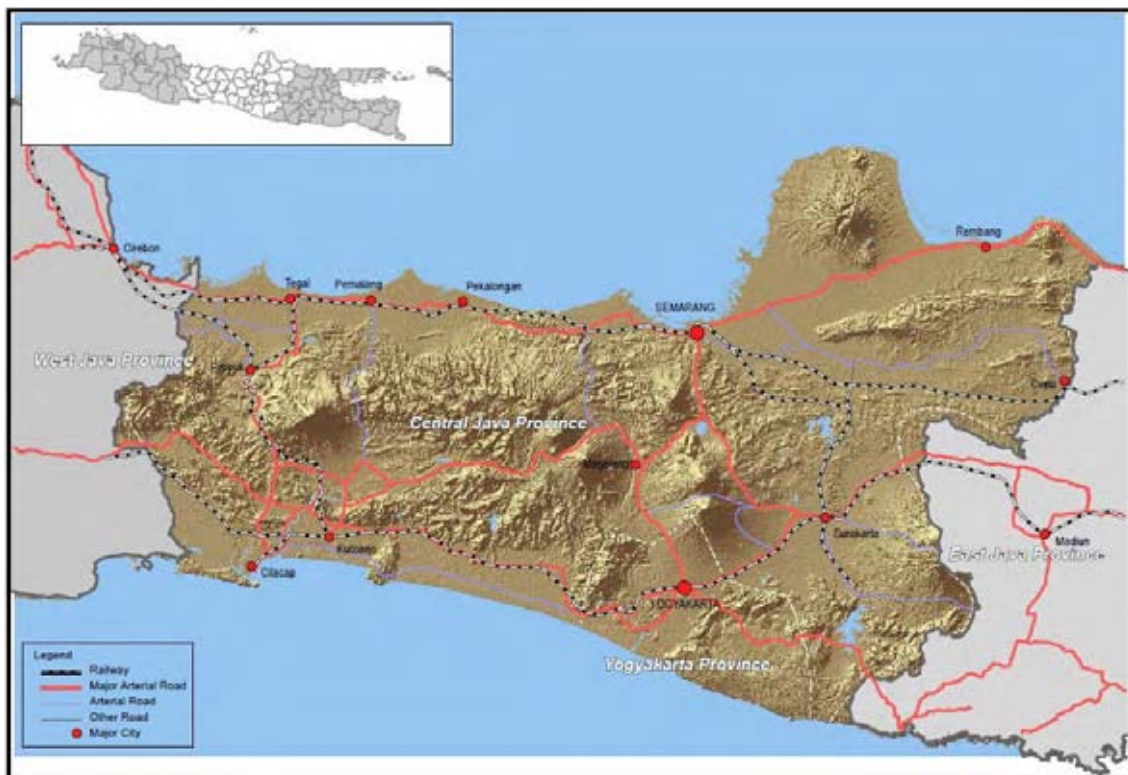 Rembang
Cirebon
Tegal
Pemalang
Pekalongan
SEMARANG
West Java Province
Cepu
Central Java Province
Magelang
Surakarta
Madiun
East Java Province
Cilacap
YOGYAKARTA
Yogyakarta Province
Legend
Railway
Major Arterial Road
Arterial Road
Other Road
Major City